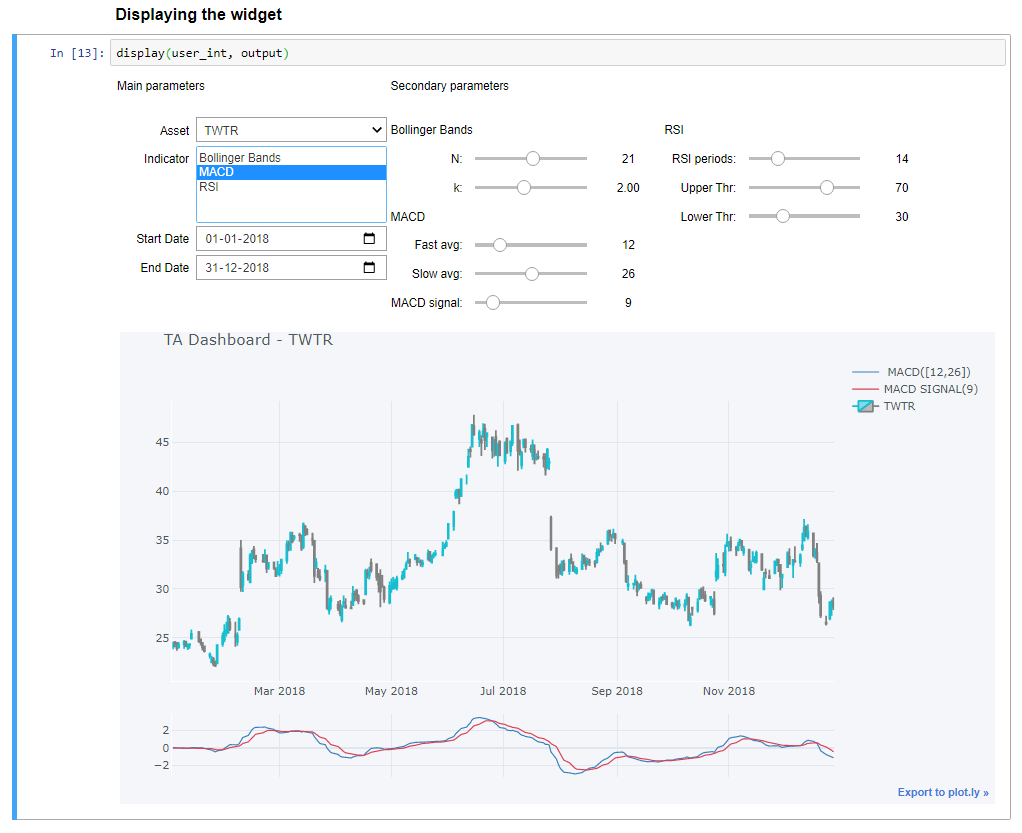 Displaying the widget
In [13]: display(user_int, output)
Main parameters Secondary parameters
Asset TWTR Bollinger Bands RSI
Indicator Bollinger Bands N: 21 RSI periods: 14
MACD
RSI k: 2.00 Upper Thr: 70
MACD Lower Thr: 30
Start Date 01-01-2018 Fast avg: 12
End Date 31-12-2018 Slow avg: 26
MACD signal: 9
TA Dashboard - TWTR
MACD([12,26])
MACD SIGNAL(9)
TWTR
45
40
35
30
25
Mar 2018 May 2018 Jul 2018 Sep 2018 Nov 2018
2
0
−2
Export to plot.ly »